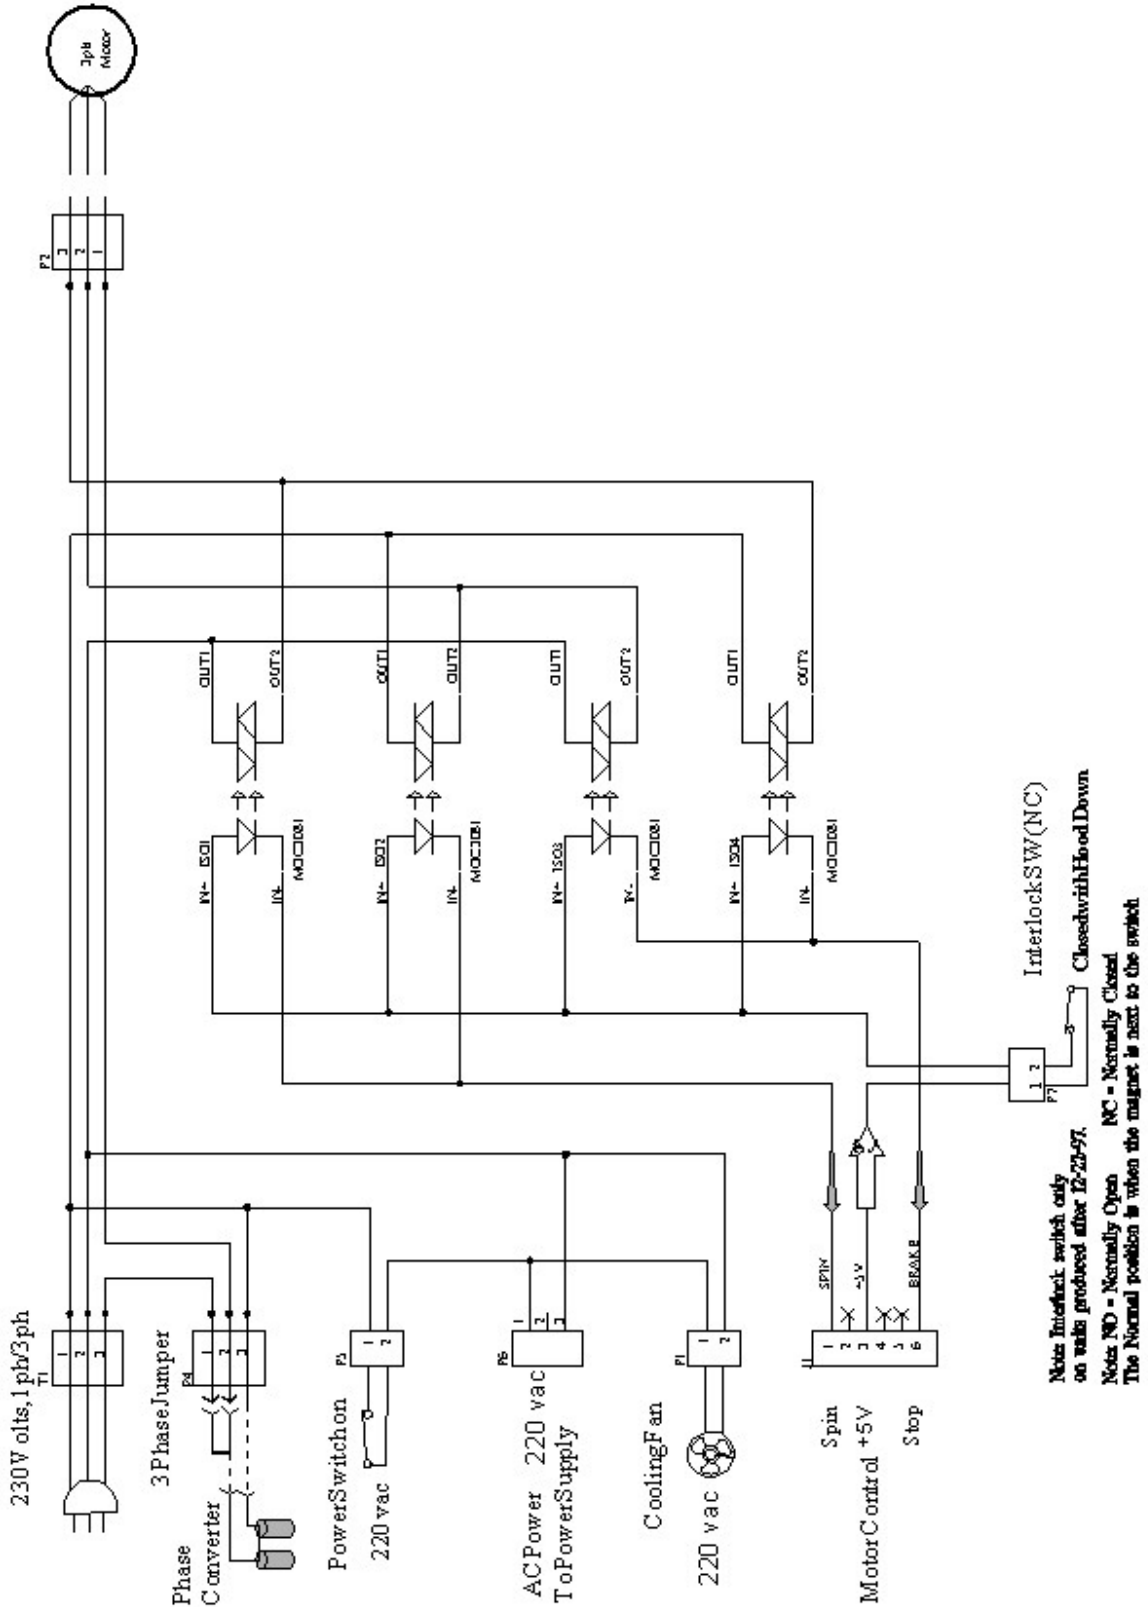 230Volts,1ph/3ph
T1
1
2
3
3PhaseJumper
P4
1
2
3
Phase
Converter
PowerSwitchon
220 vac
P5
1
2
ACPower 220 vac
ToPowerSupply
P6
1
2
3
CoolingFan
220 vac
P1
1
2
MotorControl
Spin
+5V
Stop
J1
1
2
3
4
5
6
SPIN
+5V
BRAKE
P7
1
2
InterlockSW(NC)
ClosedwithHoodDown
IN+
ISO1
IN-
MOC3081
OUT1
OUT2
IN+
ISO2
IN-
MOC3081
OUT1
OUT2
IN+
ISO3
IN-
MOC3081
OUT1
OUT2
IN+
ISO4
IN-
MOC3081
OUT1
OUT2
P2
3
2
1
3ph
Motor
Note: Interlock switch only
on units produced after 12-22-97.
Note: NO = Normally Open NC = Normally Closed
The Normal position is when the magnet is next to the switch